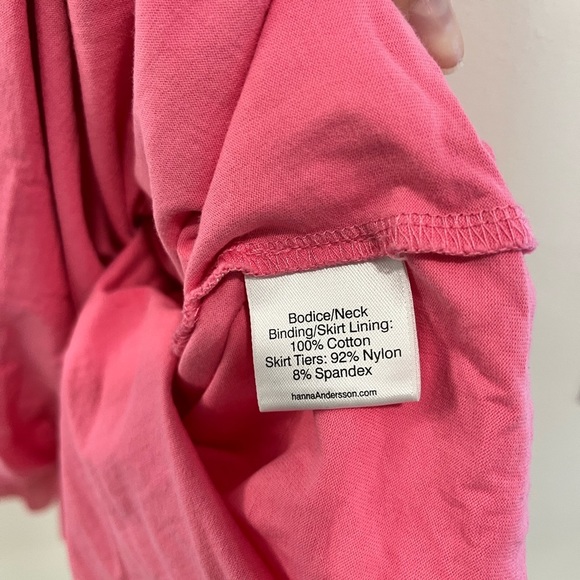 Bodice/Neck
Binding/Skirt Lining:
100% Cotton
Skirt Tiers: 92% Nylon
8% Spandex
hannaAndersson.com